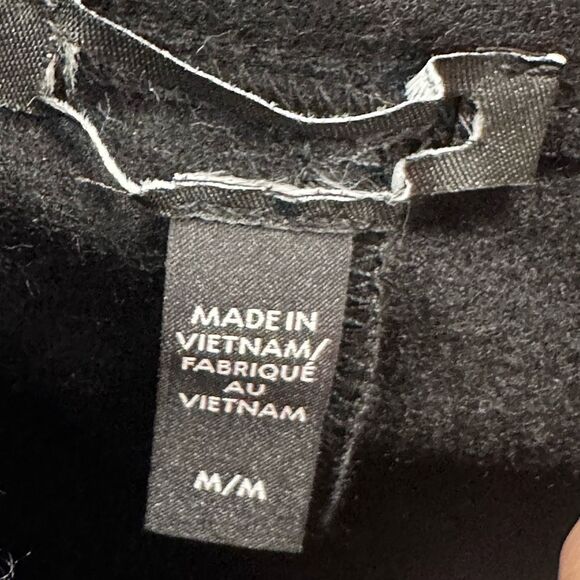 MADE IN
VIETNAM/
FABRIQUÉ
AU
VIETNAM
M/M